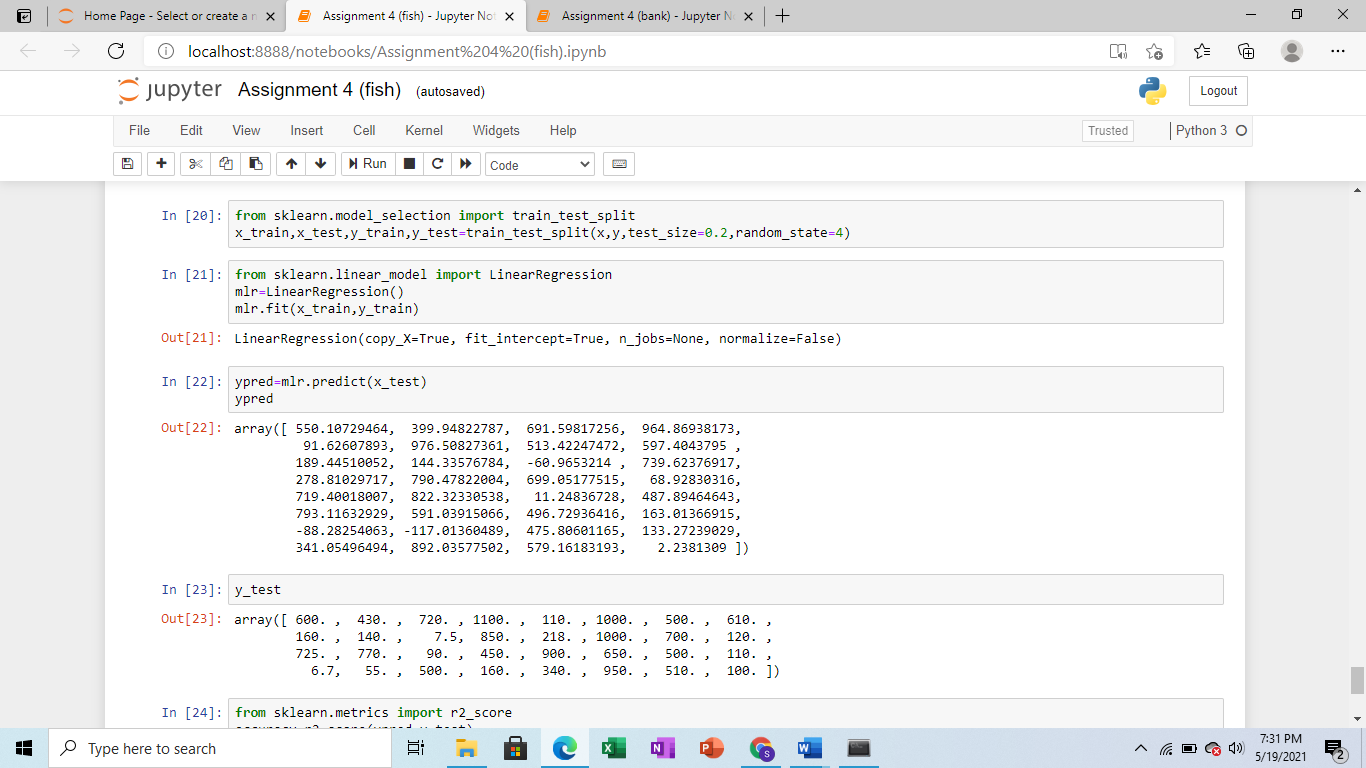 Home Page - Select or create a n
Assignment 4 (fish) - Jupyter Not
Assignment 4 (bank) - Jupyter N
localhost:8888/notebooks/Assignment%204%20(fish).ipynb
jupyter Assignment 4 (fish) (autosaved)
Logout
File Edit View Insert Cell Kernel Widgets Help
Trusted
Python 3
Run
Code
In [20]: from sklearn.model_selection import train_test_split
x_train,x_test,y_train,y_test=train_test_split(x,y,test_size=0.2,random_state=4)
In [21]: from sklearn.linear_model import LinearRegression
mlr=LinearRegression()
mlr.fit(x_train,y_train)
Out[21]: LinearRegression(copy_X=True, fit_intercept=True, n_jobs=None, normalize=False)
In [22]: ypred=mlr.predict(x_test)
ypred
Out[22]: array([ 550.10729464, 399.94822787, 691.59817256, 964.86938173,
91.62607893, 976.50827361, 513.42247472, 597.4043795 ,
189.44510052, 144.33576784, -60.9653214 , 739.62376917,
278.81029717, 790.47822004, 699.05177515, 68.92830316,
719.40018007, 822.32330538, 11.24836728, 487.89464643,
793.11632929, 591.03915066, 496.72936416, 163.01366915,
-88.28254063, -117.01360489, 475.80601165, 133.27239029,
341.05496494, 892.03577502, 579.16183193, 2.2381309 ])
In [23]: y_test
Out[23]: array([ 600. , 430. , 720. , 1100. , 110. , 1000. , 500. , 610. ,
160. , 140. , 7.5, 850. , 218. , 1000. , 700. , 120. ,
725. , 770. , 90. , 450. , 900. , 650. , 500. , 110. ,
6.7, 55. , 500. , 160. , 340. , 950. , 510. , 100. ])
In [24]: from sklearn.metrics import r2_score
Type here to search
7:31 PM
5/19/2021
2